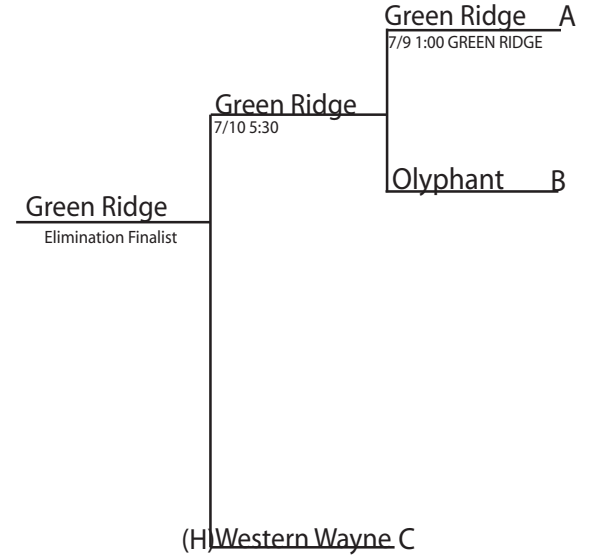 Green Ridge A
7/9 1:00 GREEN RIDGE
Green Ridge
7/10 5:30
Olyphant B
Green Ridge
Elimination Finalist
(H)Western Wayne C